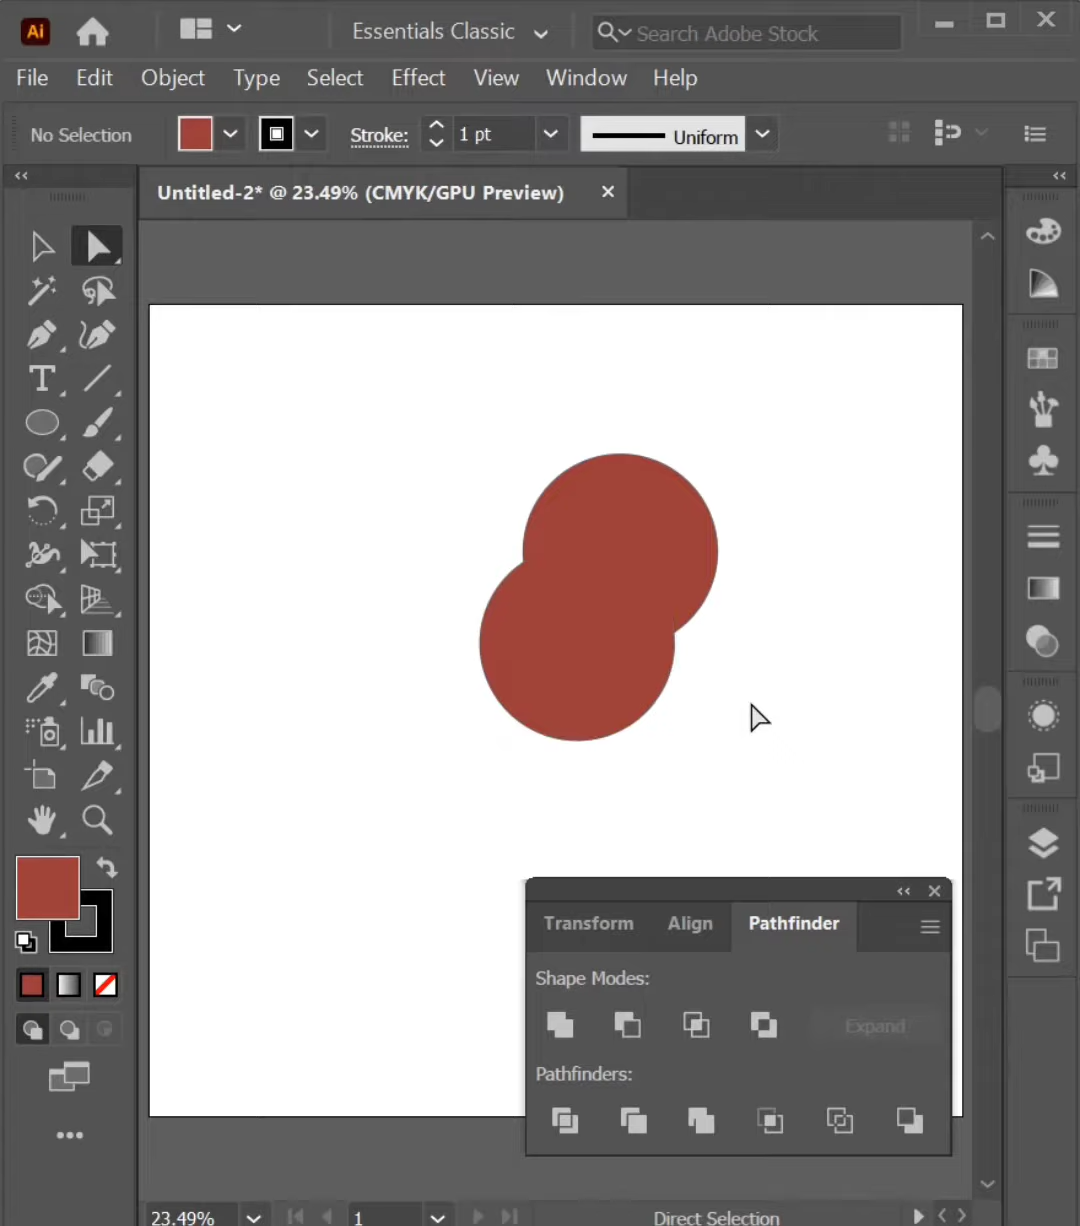 Ai
Essentials Classic
Search Adobe Stock
File Edit Object Type Select Effect View Window Help
No Selection Stroke: 1 pt Uniform
Untitled-2* @ 23.49% (CMYK/GPU Preview)
T
Transform Align Pathfinder
Shape Modes:
Expand
Pathfinders:
23.49% 1 Direct Selection